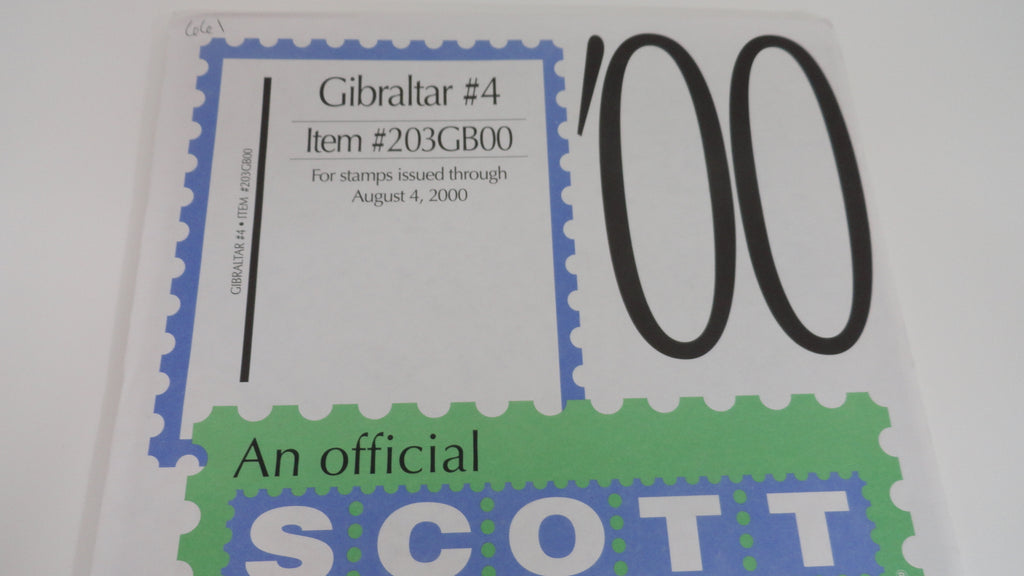 '00
Gibraltar #4
Item #203GB00
For stamps issued through
August 4, 2000
GIBRALTAR #4 • ITEM #203GB00
An official
SCOTT